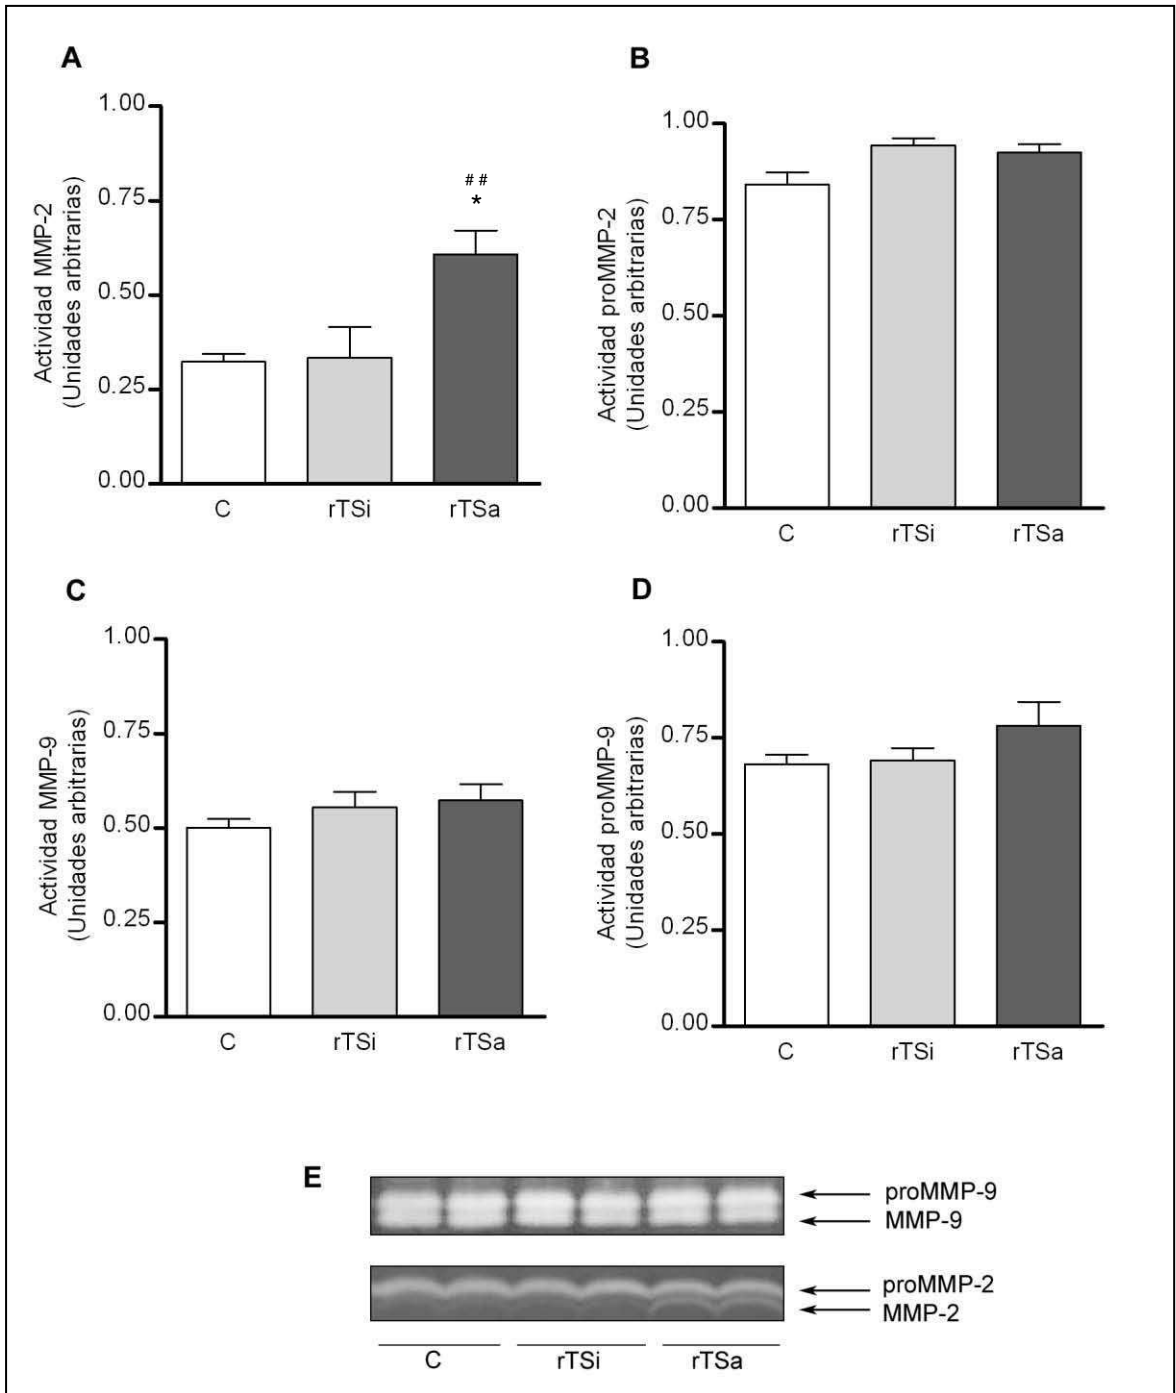 A
Actividad MMP-2
(Unidades arbitrarias)
1.00
0.75
0.50
0.25
0.00
##
*
C rTSi rTSa
B
Actividad proMMP-2
(Unidades arbitrarias)
1.00
0.75
0.50
0.25
0.00
C rTSi rTSa
C
Actividad MMP-9
(Unidades arbitrarias)
1.00
0.75
0.50
0.25
0.00
C rTSi rTSa
D
Actividad proMMP-9
(Unidades arbitrarias)
1.00
0.75
0.50
0.25
0.00
C rTSi rTSa
E
proMMP-9
MMP-9
proMMP-2
MMP-2
C rTSi rTSa